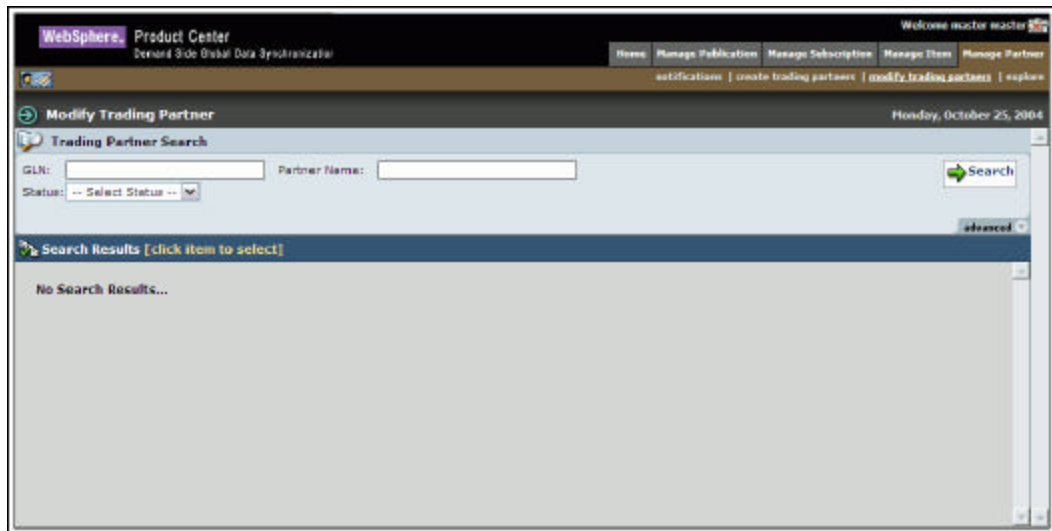 Welcome master master
WebSphere. Product Center
Demand Side Global Data Synchronization
Home Manage Publication Manage Subscription Manage Item Manage Partner
notifications | create trading partners | modify trading partners | explore
Modify Trading Partner Monday, October 25, 2004
Trading Partner Search
GLN: Partner Name: Search
Status: -- Select Status --
advanced
Search Results [click item to select]
No Search Results...